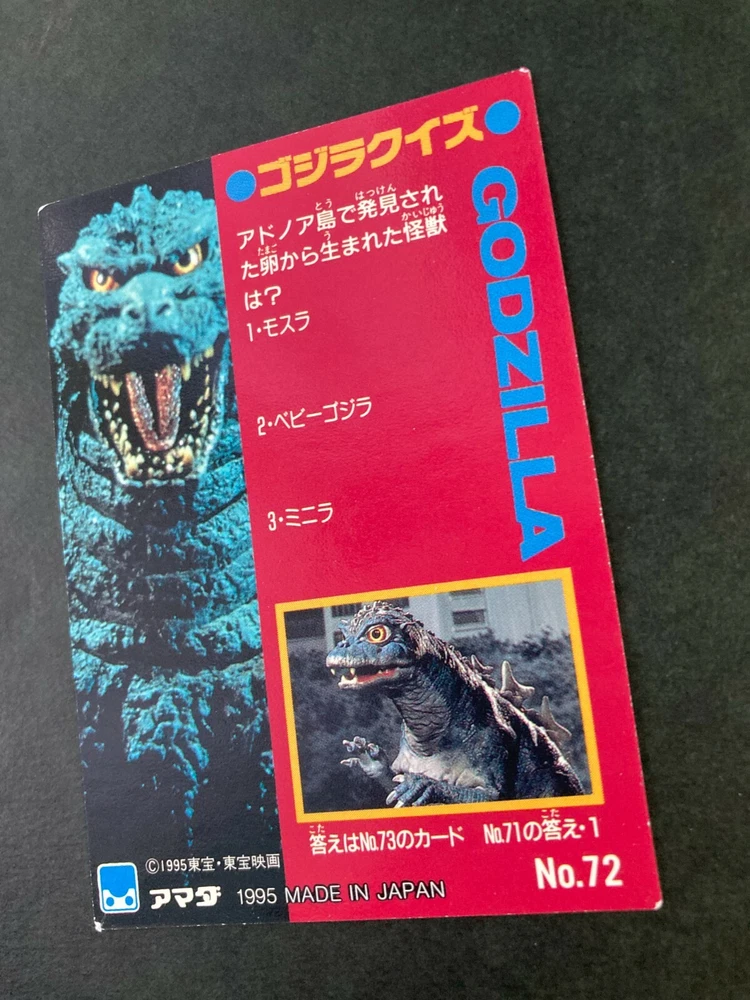 ゴジラクイズ
GODZILLA
アドノア島で発見され
た卵から生まれた怪獣
は?
1・モスラ
2・ベビーゴジラ
3・ミニラ
答えはNo.73のカード No.71の答え・1
No.72
©1995東宝・東宝映画
アマダ 1995 MADE IN JAPAN